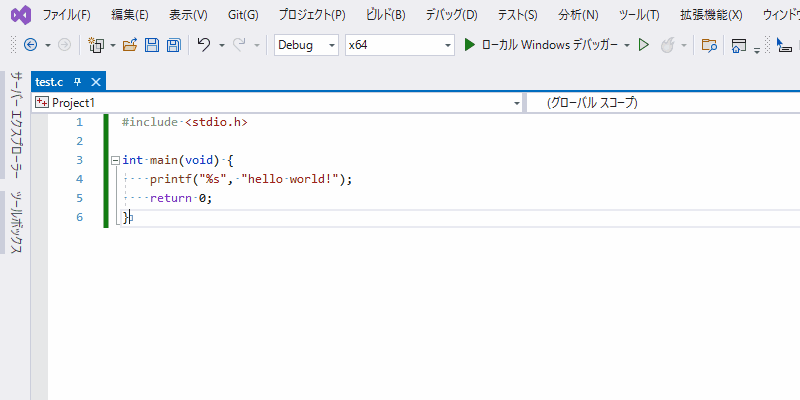 ファイル(F) 編集(E) 表示(V) Git(G) プロジェクト(P) ビルド(B) デバッグ(D) テスト(S) 分析(N) ツール(T) 拡張機能(X) ウィンド
Debug x64 ローカル Windows デバッガー
サーバー エクスプローラー
ツールボックス
test.c
Project1 (グローバル スコープ)
1 #include <stdio.h>
2
3 int main(void) {
4 printf("%s", "hello world!");
5 return 0;
6 }